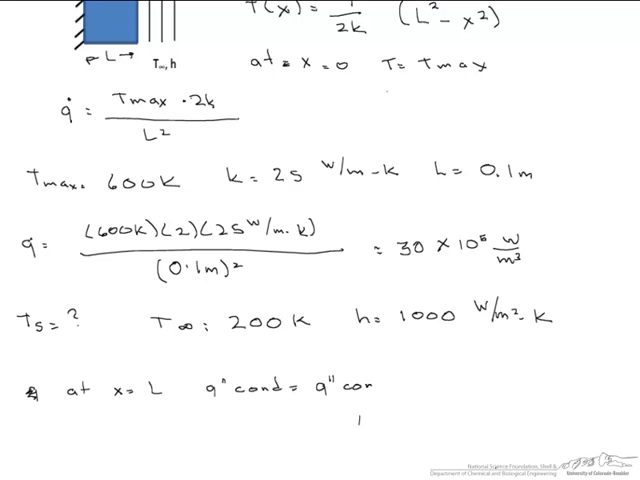 T(x) = 1/2k (L² - x²)
L → T∞, h
at x = 0 T = Tmax
q̇ = Tmax · 2k / L²
Tmax = 600K k = 25 W/m-K L = 0.1m
q̇ = (600K)(2)(25 W/m·K) / (0.1m)² = 30 × 10⁵ W/m³
Ts = ? T∞ : 200K h = 1000 W/m²-K
at x = L q" cond = q" con
National Science Foundation, Shell &
Department of Chemical and Biological Engineering University of Colorado Boulder